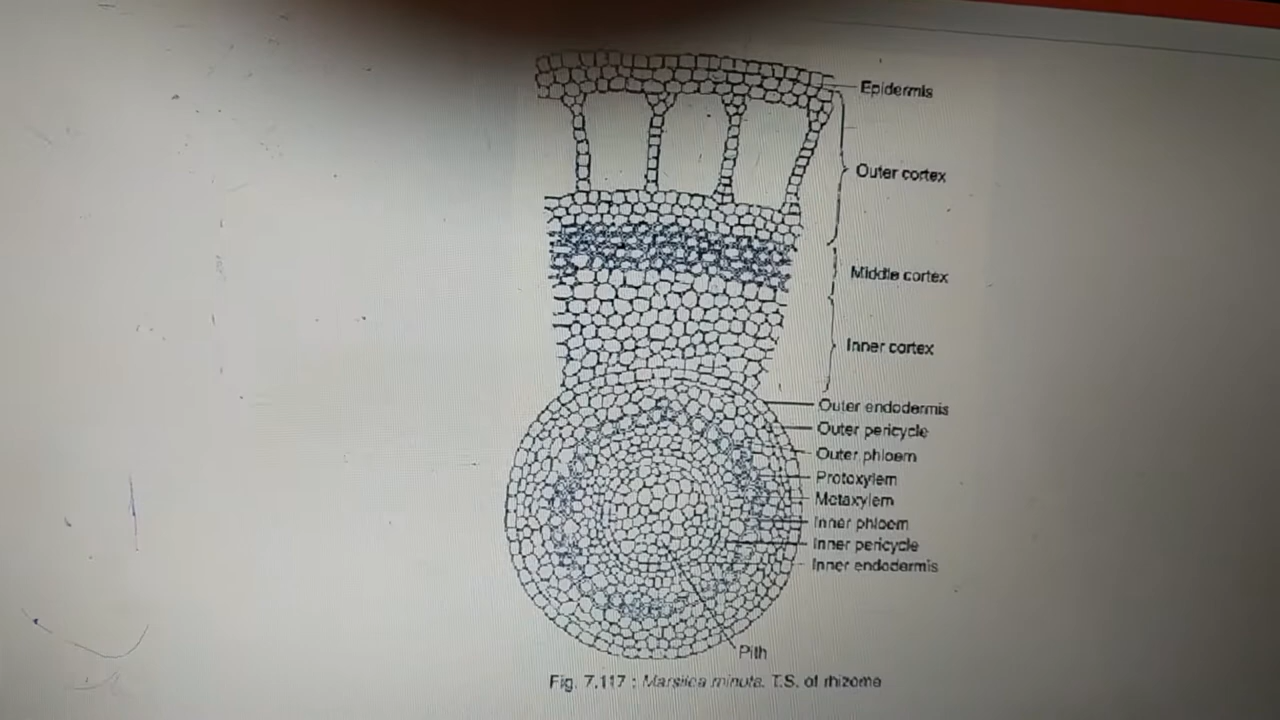 Epidermis
Outer cortex
Middle cortex
Inner cortex
Outer endodermis
Outer pericycle
Outer phloem
Protoxylem
Metaxylem
Inner phloem
Inner pericycle
Inner endodermis
Pith
Fig. 7.117 : Marsilea minuta. T.S. of rhizome